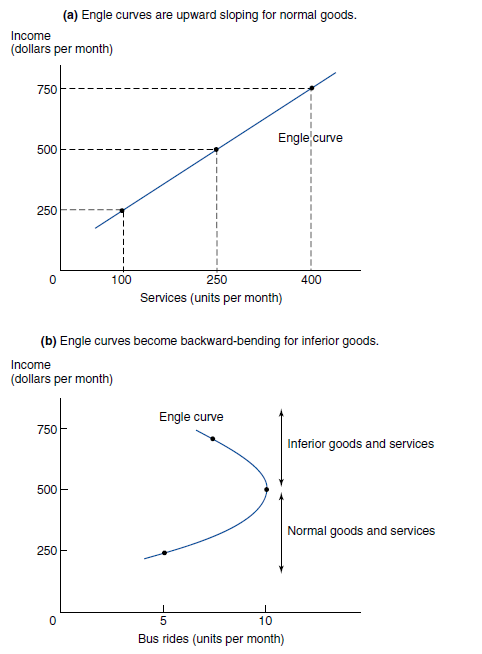 (a) Engle curves are upward sloping for normal goods.
Income
(dollars per month)
750
500
Engle curve
250
0
100
250
400
Services (units per month)
(b) Engle curves become backward-bending for inferior goods.
Income
(dollars per month)
Engle curve
750
Inferior goods and services
500
Normal goods and services
250
0
5
10
Bus rides (units per month)